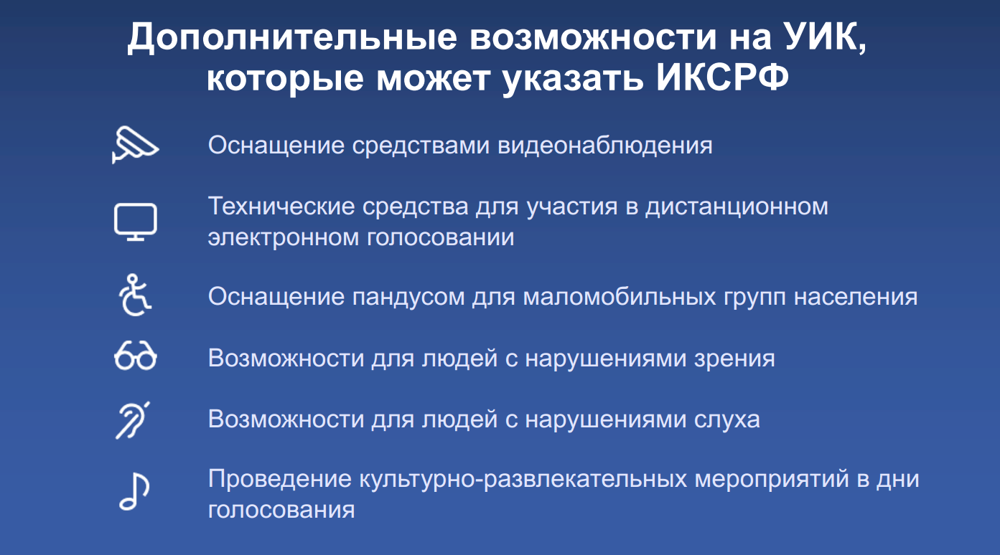 Дополнительные возможности на УИК,
которые может указать ИКСРФ
Оснащение средствами видеонаблюдения
Технические средства для участия в дистанционном
электронном голосовании
Оснащение пандусом для маломобильных групп населения
Возможности для людей с нарушениями зрения
Возможности для людей с нарушениями слуха
Проведение культурно-развлекательных мероприятий в дни
голосования